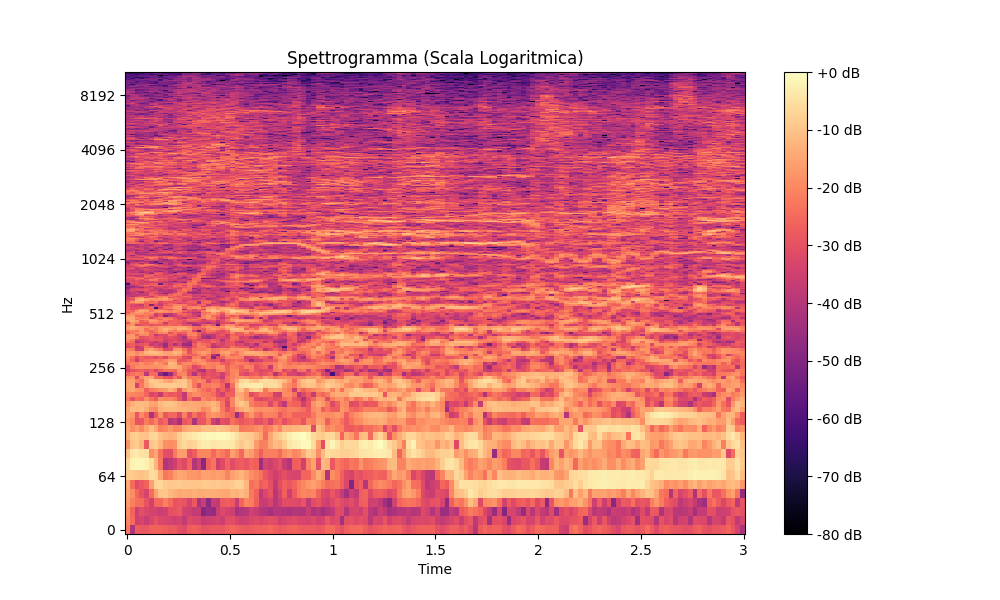 Spettrogramma (Scala Logaritmica)
Hz
8192
4096
2048
1024
512
256
128
64
0
0
0.5
1
1.5
2
2.5
3
Time
+0 dB
-10 dB
-20 dB
-30 dB
-40 dB
-50 dB
-60 dB
-70 dB
-80 dB